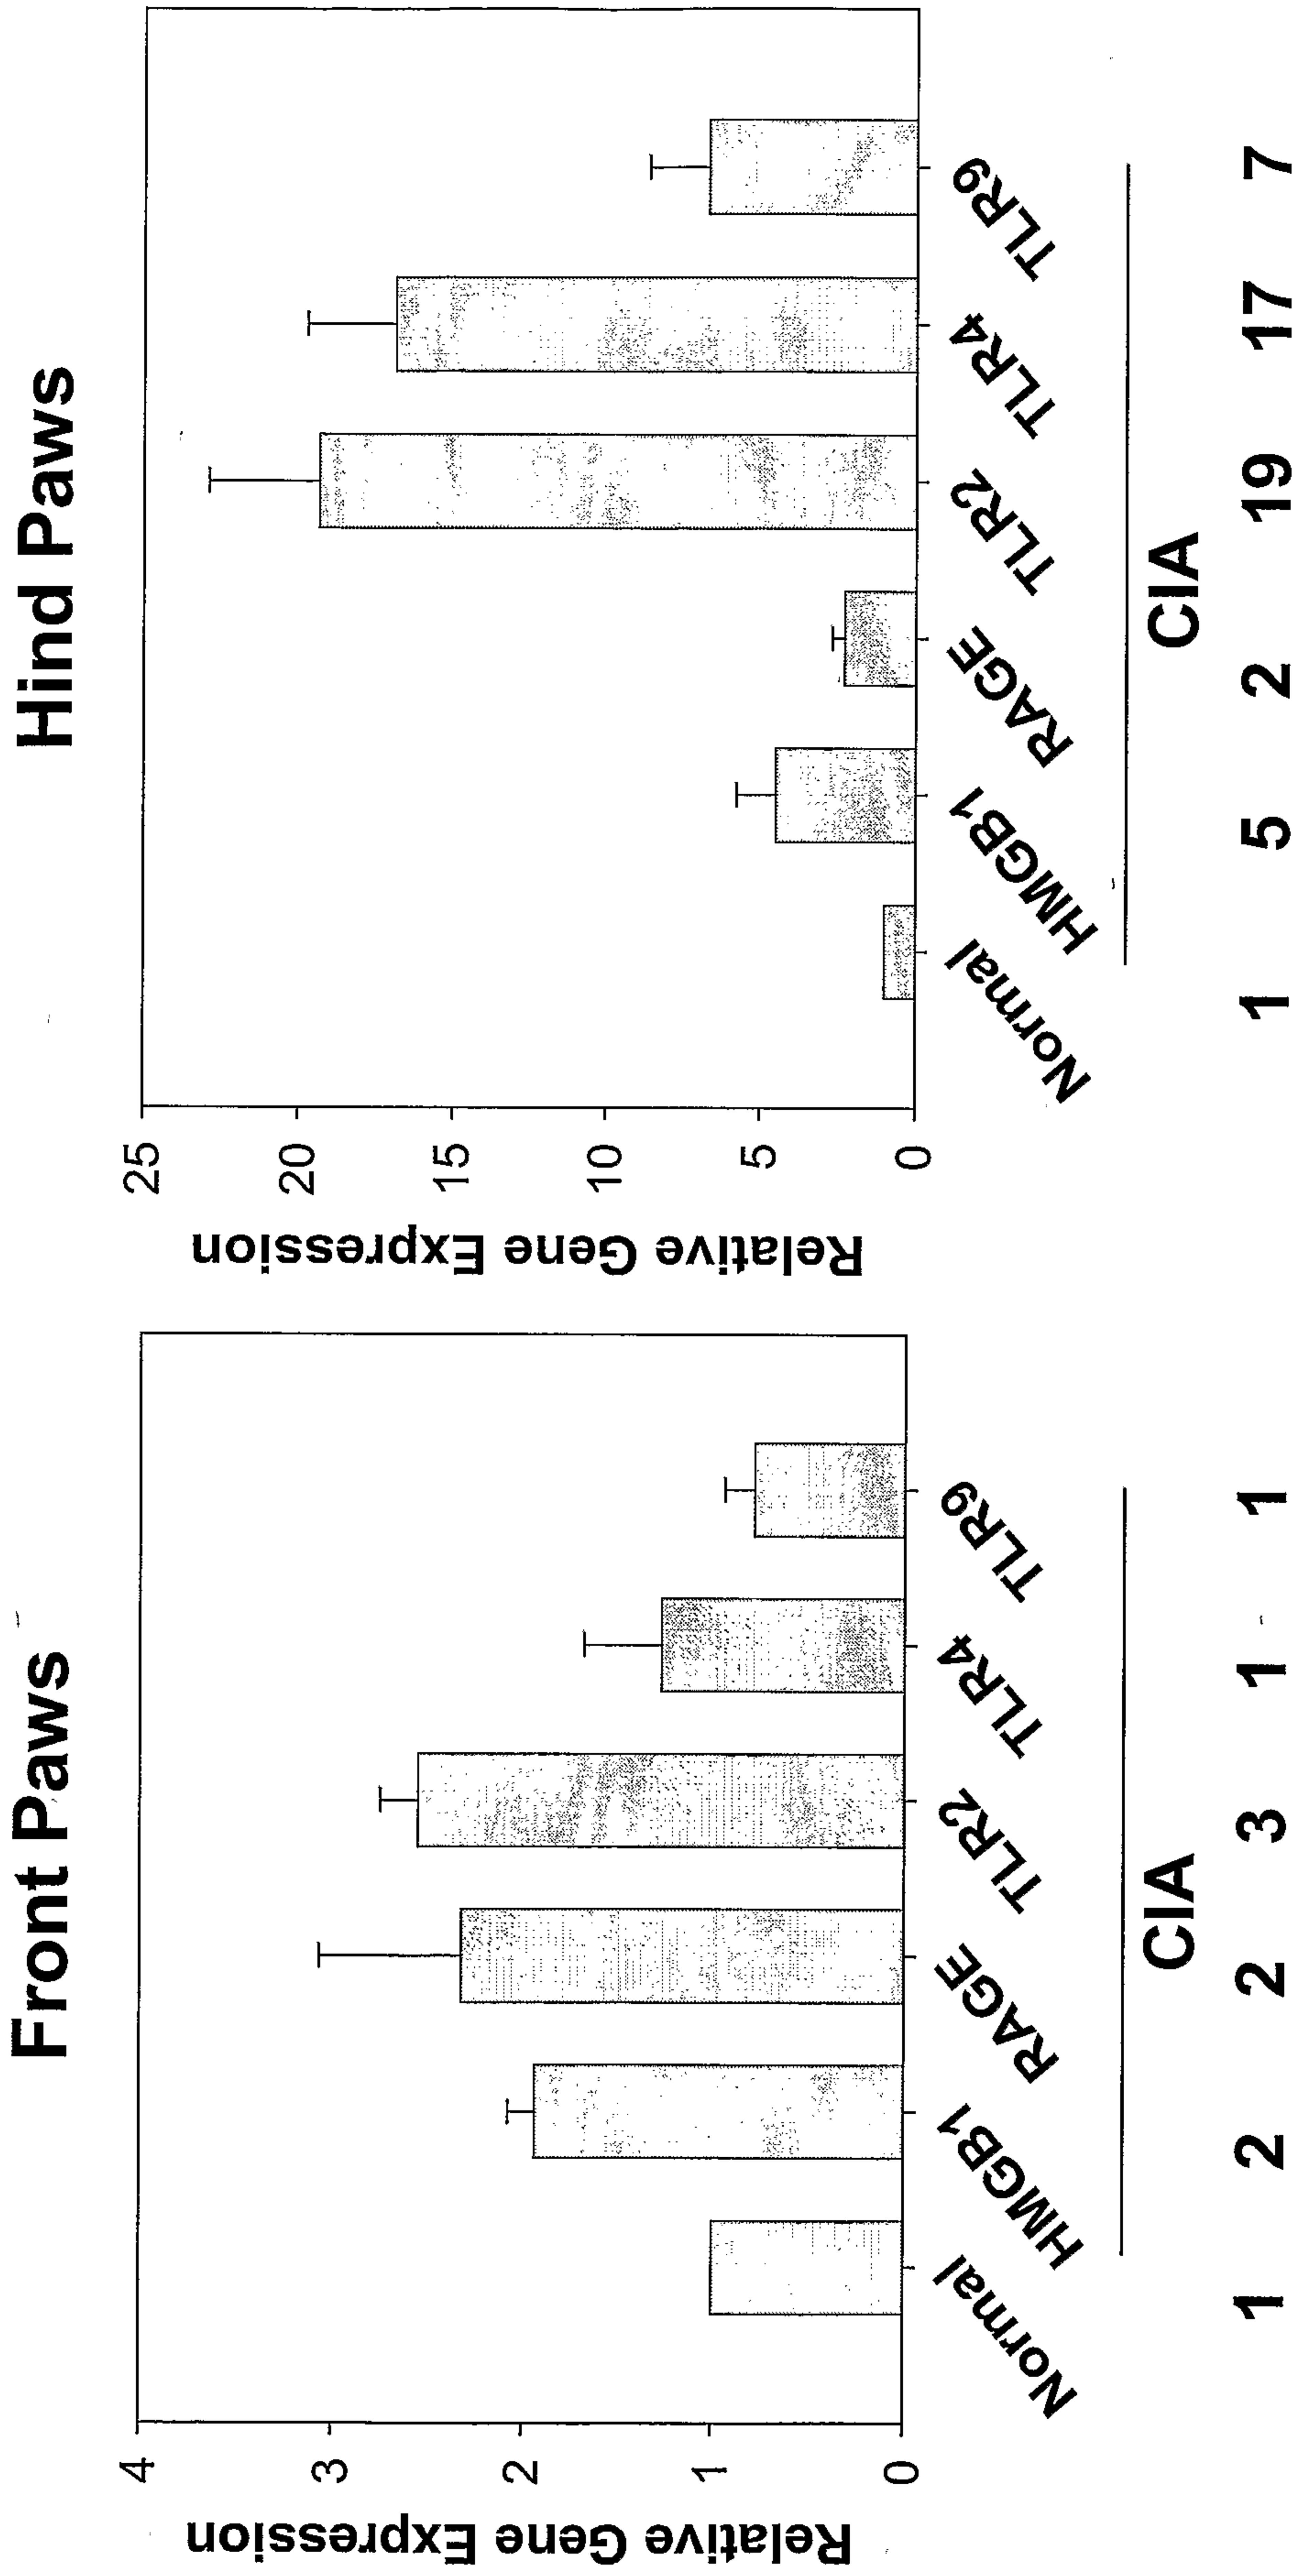 Front Paws
Relative Gene Expression
4
3
2
1
0
Normal HMGB1 RAGE TLR2 TLR4 TLR9
CIA
1 2 2 3 1 1
Hind Paws
Relative Gene Expression
25
20
15
10
5
0
Normal HMGB1 RAGE TLR2 TLR4 TLR9
CIA
1 5 2 19 17 7